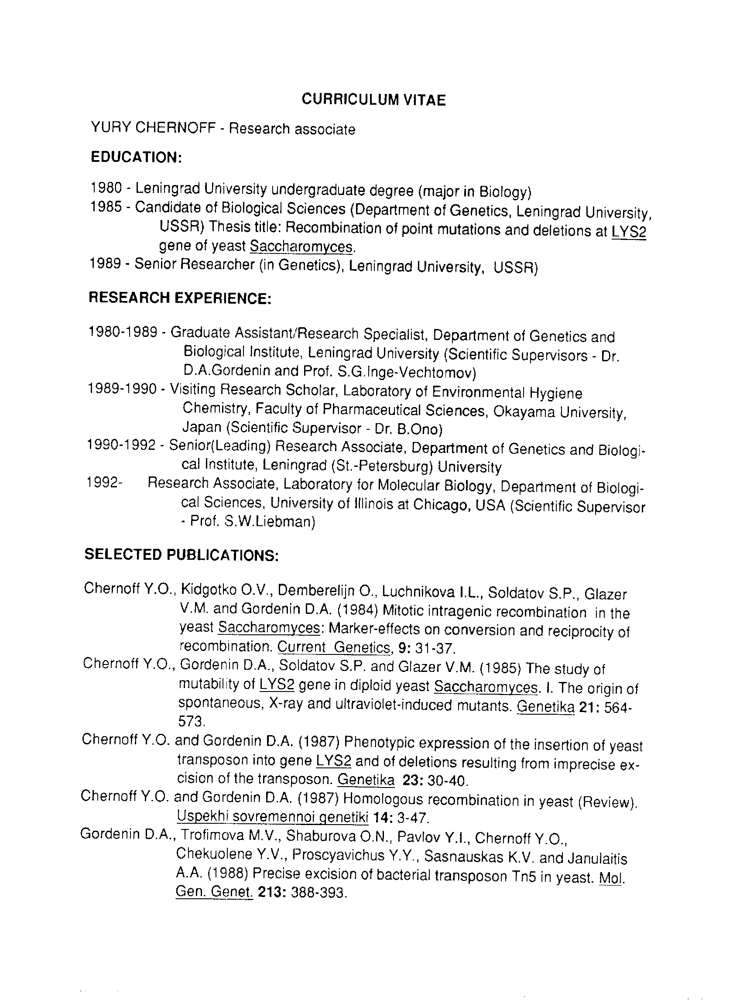 CURRICULUM VITAE
YURY CHERNOFF - Research associate
EDUCATION:
1980 - Leningrad University undergraduate degree (major in Biology)
1985 - Candidate of Biological Sciences (Department of Genetics, Leningrad University,
USSR) Thesis title: Recombination of point mutations and deletions at LYS2
gene of yeast Saccharomyces.
1989 - Senior Researcher (in Genetics), Leningrad University, USSR)
RESEARCH EXPERIENCE:
1980-1989 - Graduate Assistant/Research Specialist, Department of Genetics and
Biological Institute, Leningrad University (Scientific Supervisors - Dr.
D.A.Gordenin and Prof. S.G.Inge-Vechtomov)
1989-1990 - Visiting Research Scholar, Laboratory of Environmental Hygiene
Chemistry, Faculty of Pharmaceutical Sciences, Okayama University,
Japan (Scientific Supervisor - Dr. B.Ono)
1990-1992 - Senior(Leading) Research Associate, Department of Genetics and Biologi-
cal Institute, Leningrad (St.-Petersburg) University
1992- Research Associate, Laboratory for Molecular Biology, Department of Biologi-
cal Sciences, University of Illinois at Chicago, USA (Scientific Supervisor
- Prof. S.W.Liebman)
SELECTED PUBLICATIONS:
Chernoff Y.O., Kidgotko O.V., Demberelijn O., Luchnikova I.L., Soldatov S.P., Glazer
V.M. and Gordenin D.A. (1984) Mitotic intragenic recombination in the
yeast Saccharomyces: Marker-effects on conversion and reciprocity of
recombination. Current Genetics, 9: 31-37.
Chernoff Y.O., Gordenin D.A., Soldatov S.P. and Glazer V.M. (1985) The study of
mutability of LYS2 gene in diploid yeast Saccharomyces. I. The origin of
spontaneous, X-ray and ultraviolet-induced mutants. Genetika 21: 564-
573.
Chernoff Y.O. and Gordenin D.A. (1987) Phenotypic expression of the insertion of yeast
transposon into gene LYS2 and of deletions resulting from imprecise ex-
cision of the transposon. Genetika 23: 30-40.
Chernoff Y.O. and Gordenin D.A. (1987) Homologous recombination in yeast (Review).
Uspekhi sovremennoi genetiki 14: 3-47.
Gordenin D.A., Trofimova M.V., Shaburova O.N., Pavlov Y.I., Chernoff Y.O.,
Chekuolene Y.V., Proscyavichus Y.Y., Sasnauskas K.V. and Janulaitis
A.A. (1988) Precise excision of bacterial transposon Tn5 in yeast. Mol.
Gen. Genet. 213: 388-393.